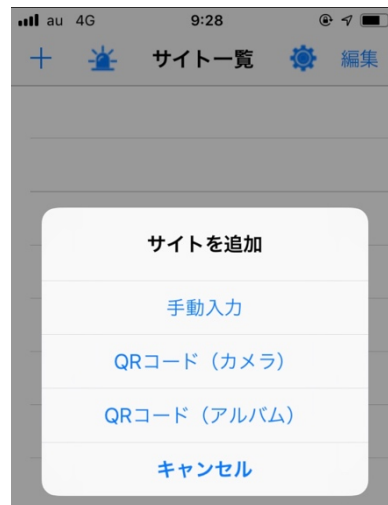 au 4G 9:28
+ サイト一覧 編集
サイトを追加
手動入力
QRコード（カメラ）
QRコード（アルバム）
キャンセル